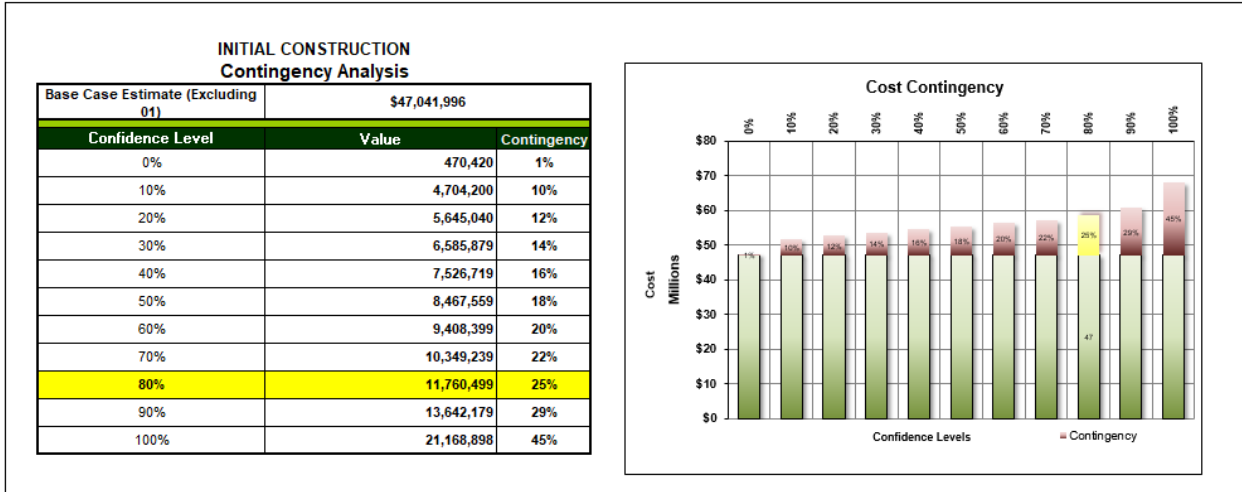 INITIAL CONSTRUCTION
Contingency Analysis
Base Case Estimate (Excluding
01)
$47,041,996
Confidence Level Value Contingency
0% 470,420 1%
10% 4,704,200 10%
20% 5,645,040 12%
30% 6,585,879 14%
40% 7,526,719 16%
50% 8,467,559 18%
60% 9,408,399 20%
70% 10,349,239 22%
80% 11,760,499 25%
90% 13,642,179 29%
100% 21,168,898 45%
Cost Contingency
0% 10% 20% 30% 40% 50% 60% 70% 80% 90% 100%
$80
$70
$60
$50
$40
$30
$20
$10
$0
Cost
Millions
1% 10% 12% 14% 16% 18% 20% 22% 25% 29% 45%
47
Confidence Levels
Contingency